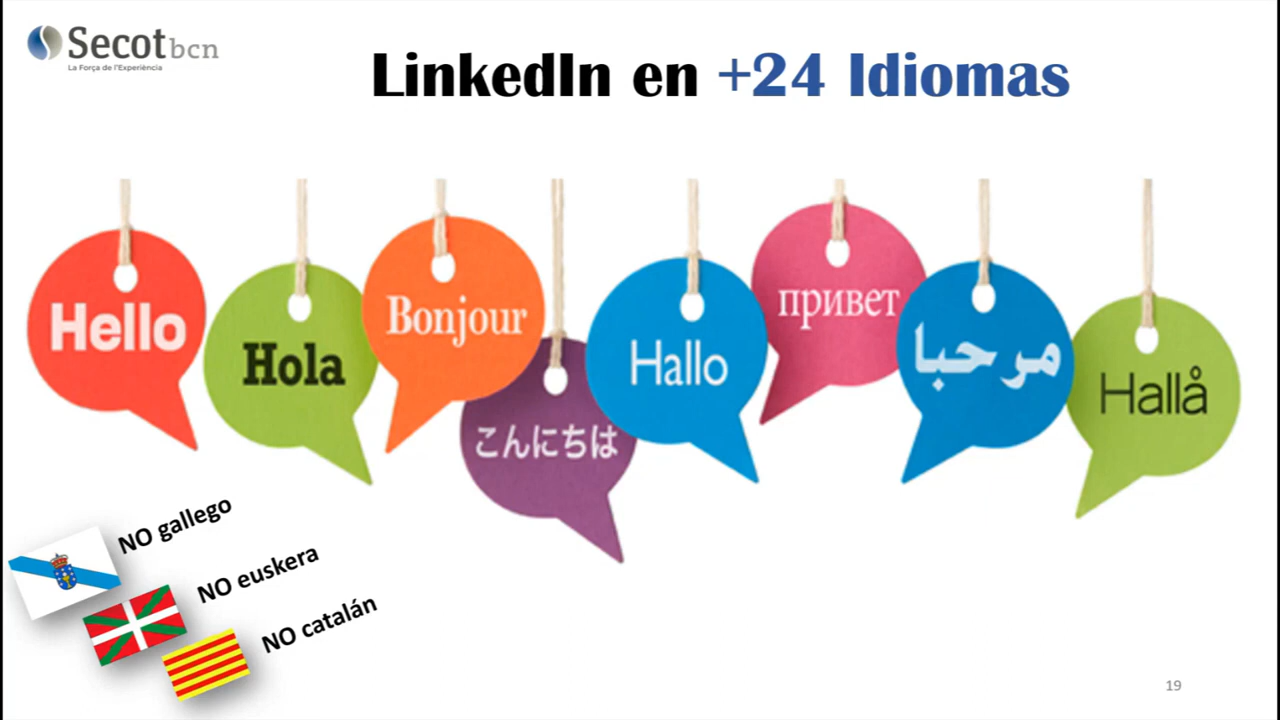 Secot bcn
La Força de l'Experiència
LinkedIn en +24 Idiomas
Hello
Hola
Bonjour
こんにちは
Hallo
привет
مرحبا
Hallå
NO gallego
NO euskera
NO catalán
19